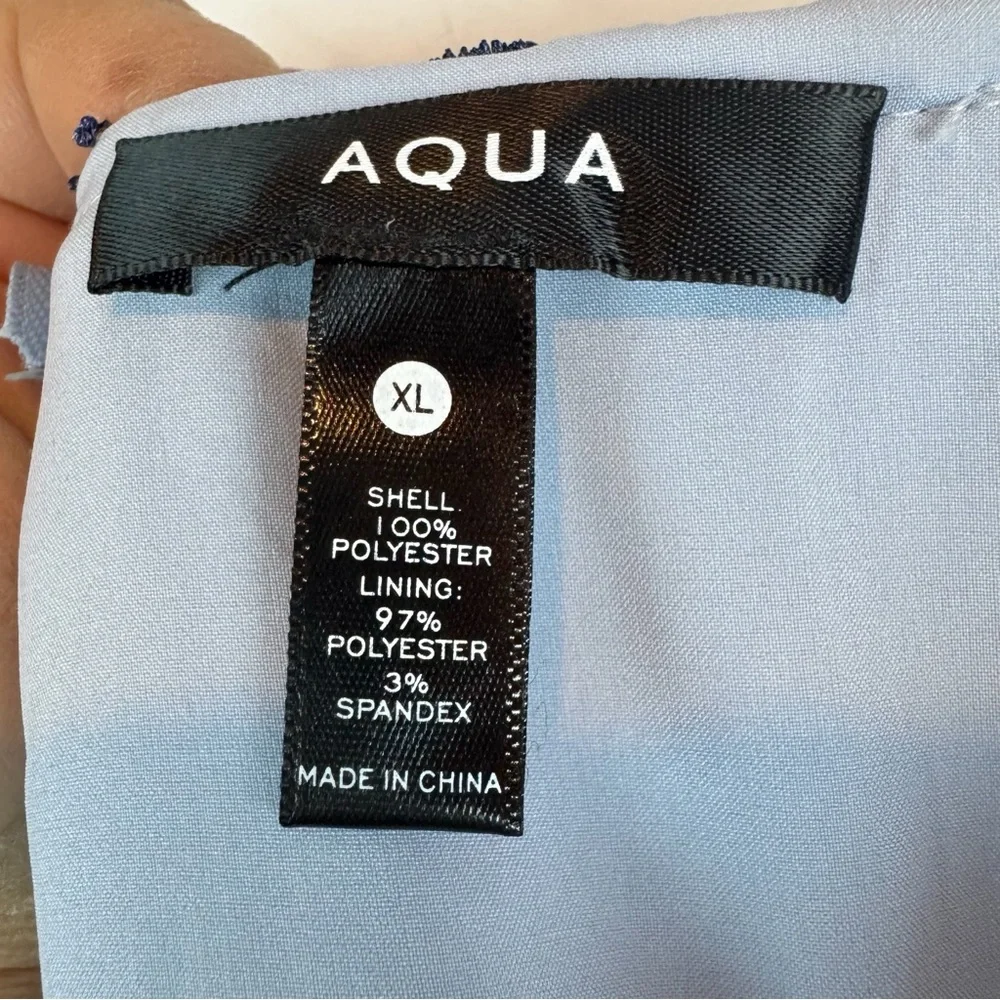 AQUA
XL
SHELL
100%
POLYESTER
LINING:
97%
POLYESTER
3%
SPANDEX
MADE IN CHINA